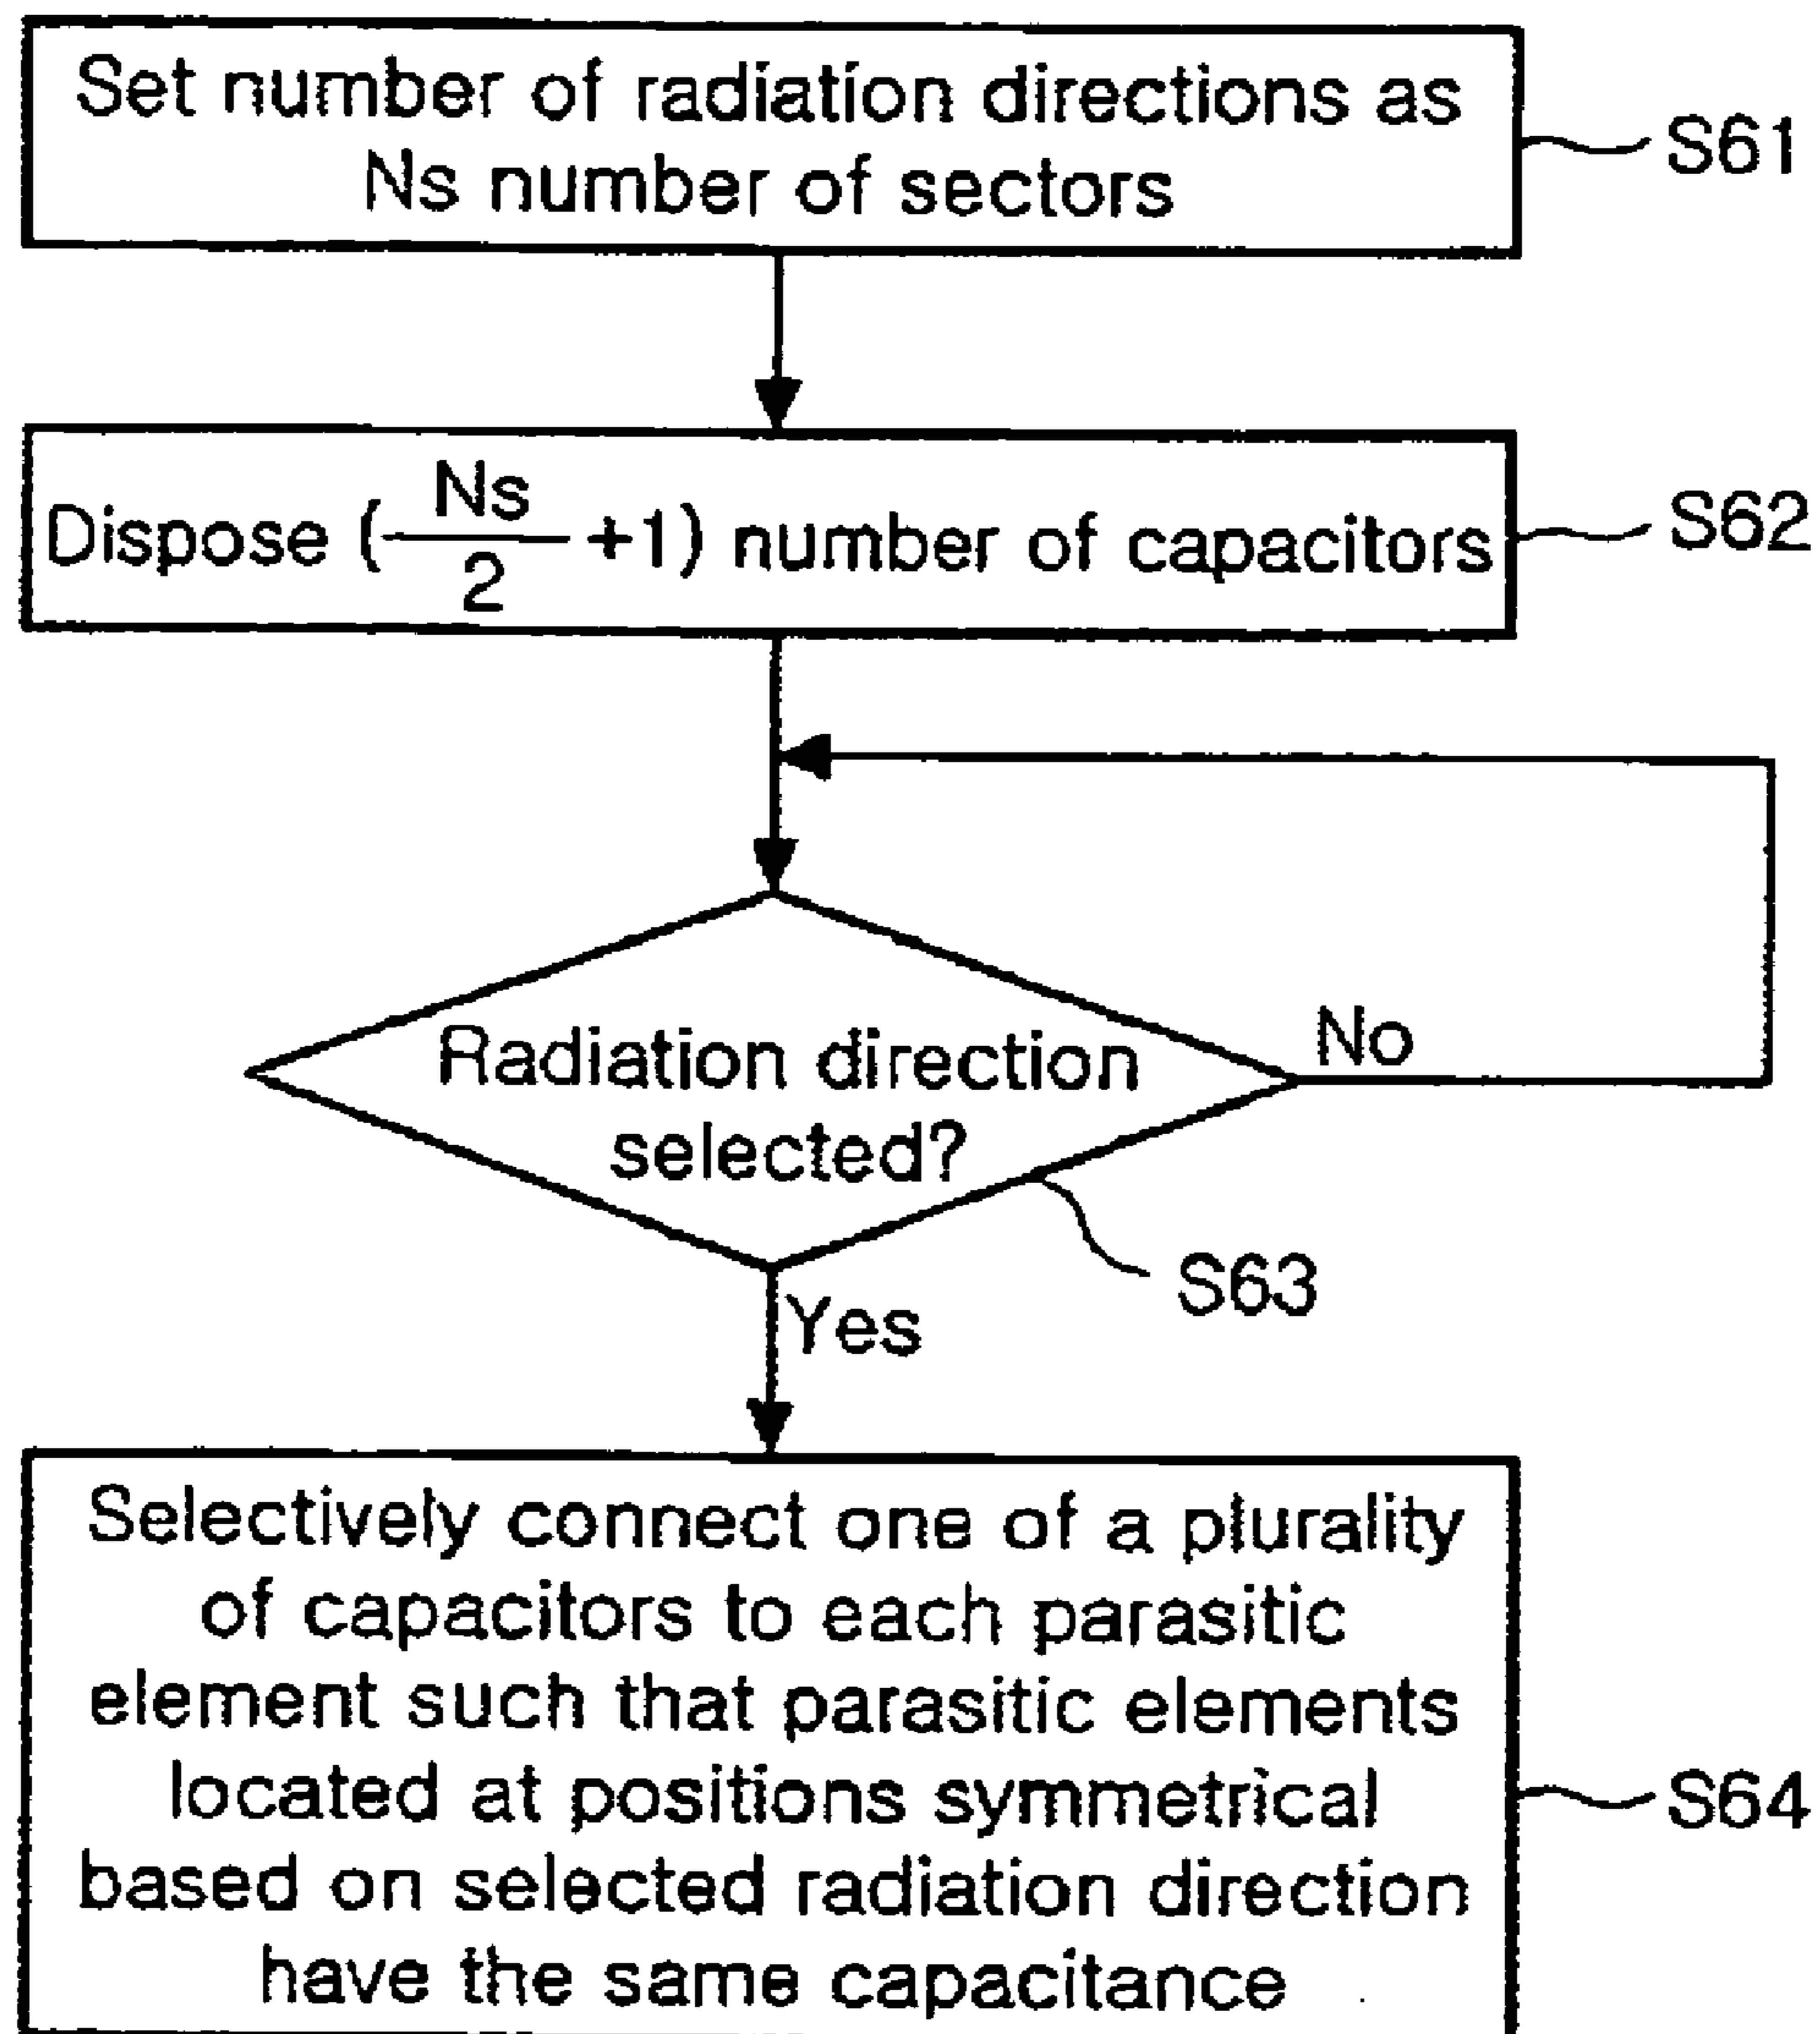 Set number of radiation directions as
Ns number of sectors
S61
Dispose (Ns/2 +1) number of capacitors
S62
Radiation direction
selected?
No
S63
Yes
Selectively connect one of a plurality
of capacitors to each parasitic
element such that parasitic elements
located at positions symmetrical
based on selected radiation direction
have the same capacitance
S64